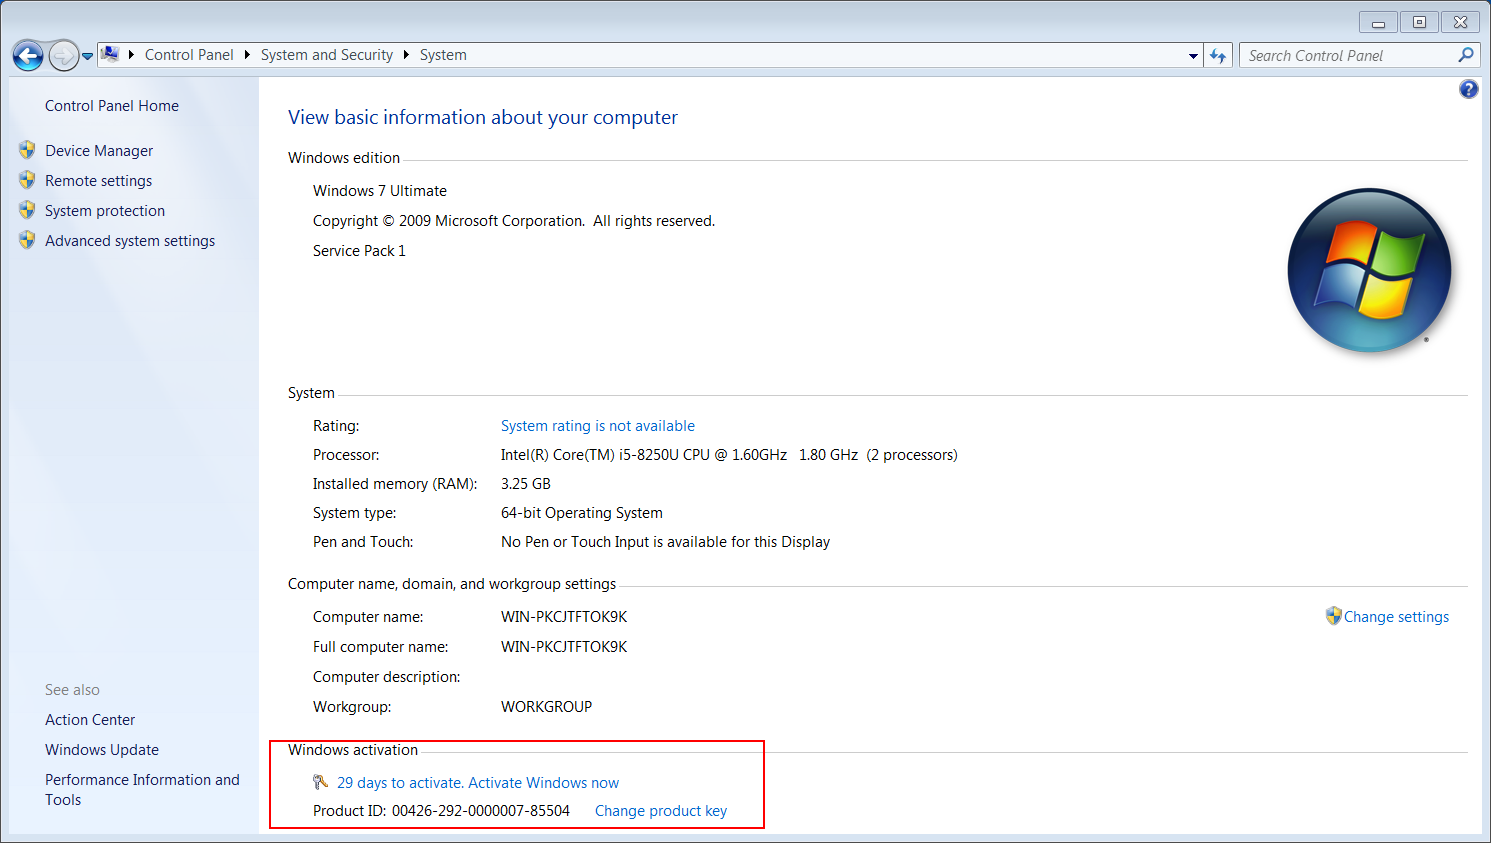 Control Panel ▸ System and Security ▸ System
Search Control Panel
Control Panel Home
Device Manager
Remote settings
System protection
Advanced system settings
See also
Action Center
Windows Update
Performance Information and
Tools
View basic information about your computer
Windows edition
Windows 7 Ultimate
Copyright © 2009 Microsoft Corporation.  All rights reserved.
Service Pack 1
System
Rating: System rating is not available
Processor: Intel(R) Core(TM) i5-8250U CPU @ 1.60GHz   1.80 GHz  (2 processors)
Installed memory (RAM): 3.25 GB
System type: 64-bit Operating System
Pen and Touch: No Pen or Touch Input is available for this Display
Computer name, domain, and workgroup settings
Computer name: WIN-PKCJTFTOK9K
Change settings
Full computer name: WIN-PKCJTFTOK9K
Computer description:
Workgroup: WORKGROUP
Windows activation
29 days to activate. Activate Windows now
Product ID: 00426-292-0000007-85504 Change product key